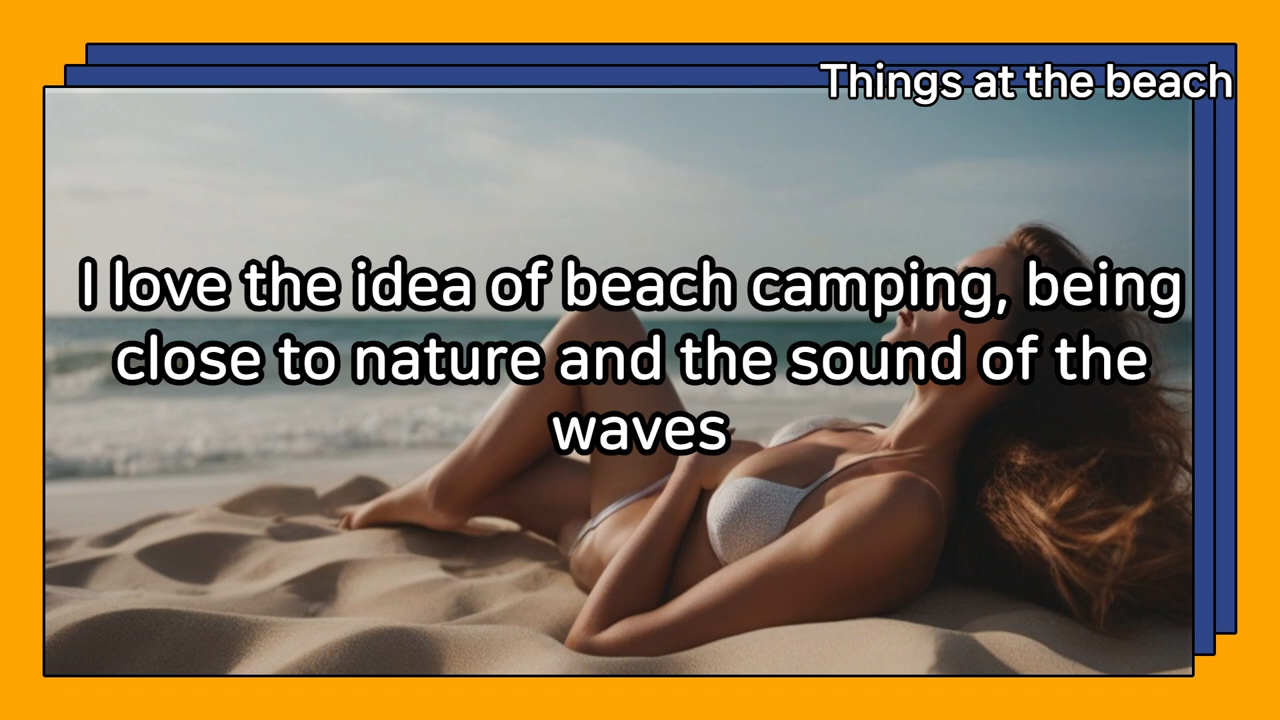 Things at the beach
I love the idea of beach camping, being
close to nature and the sound of the
waves